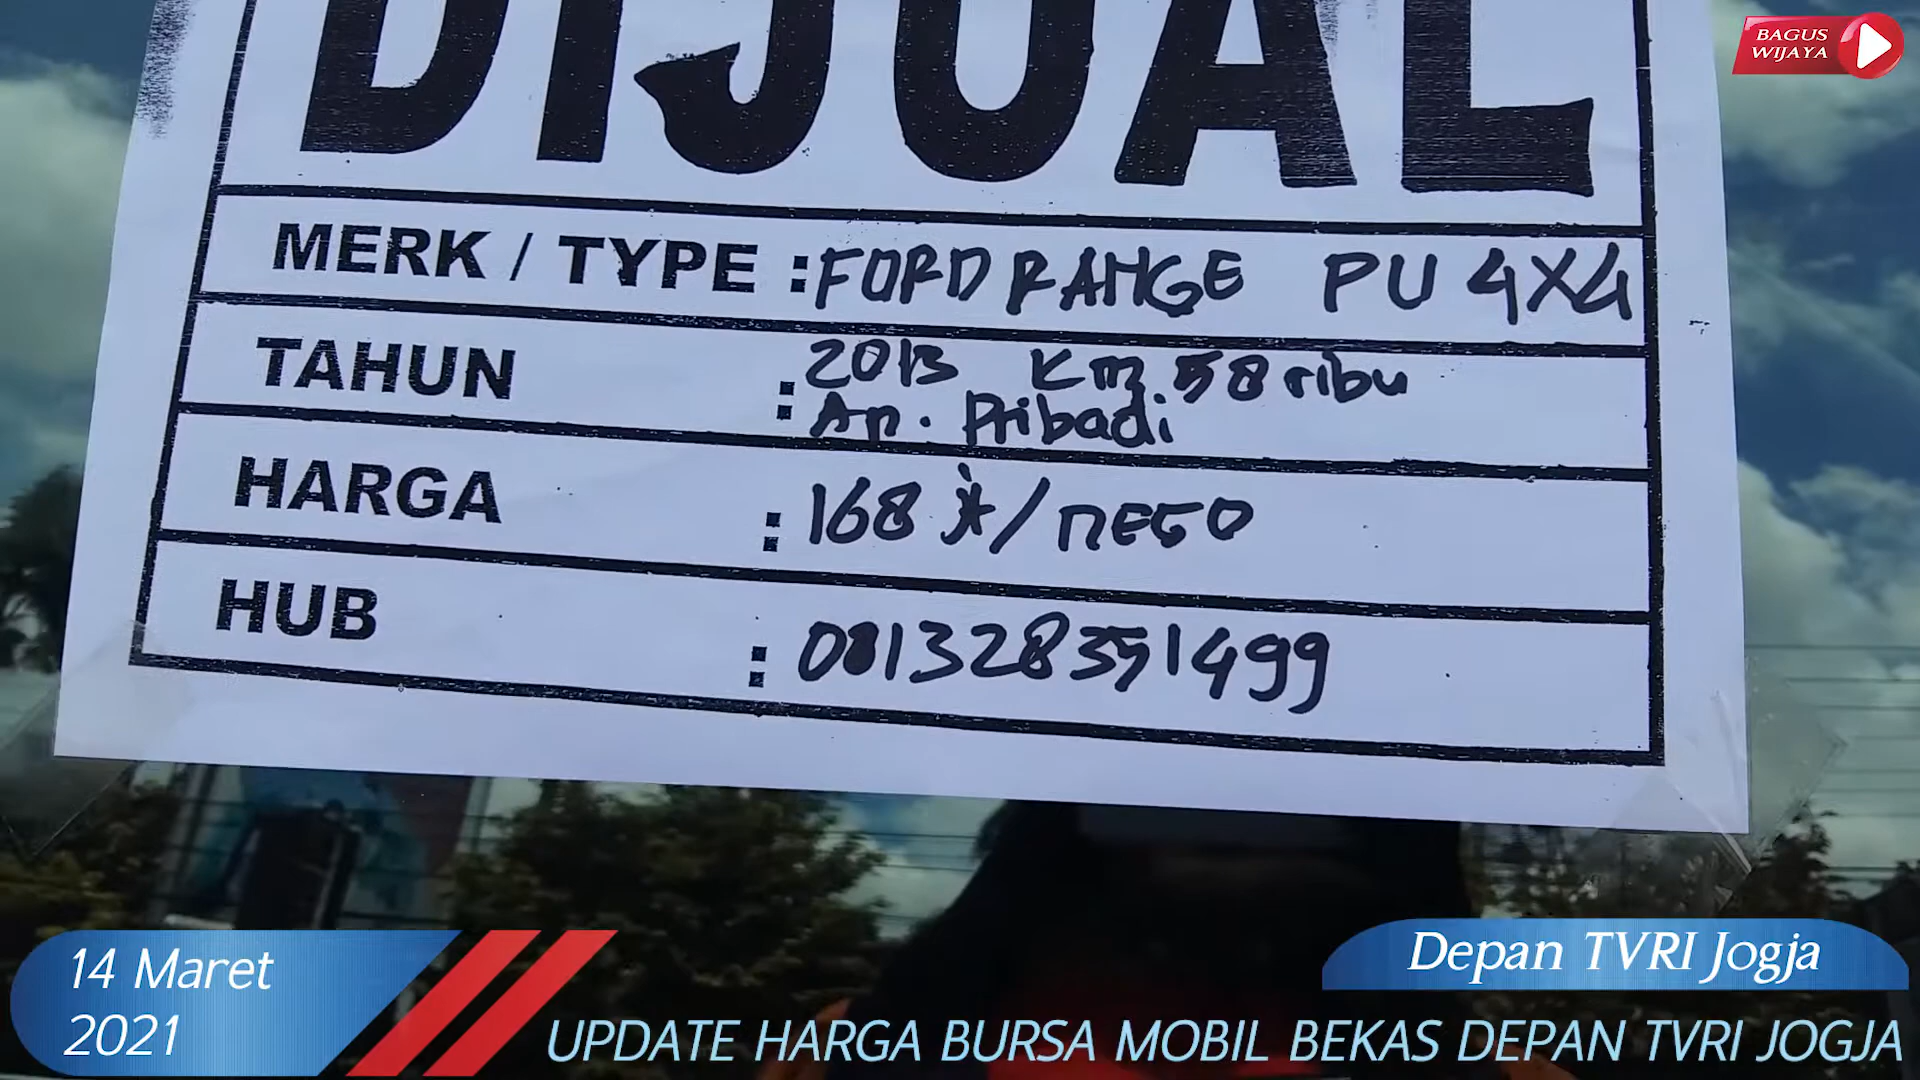 DIJUAL
BAGUS
WIJAYA
MERK / TYPE : FORD RANGE PU 4X4
TAHUN : 2013 Km 58 ribu
: An. Pribadi
HARGA : 168 jt/NEGO
HUB : 081328351499
14 Maret
2021
Depan TVRI Jogja
UPDATE HARGA BURSA MOBIL BEKAS DEPAN TVRI JOGJA